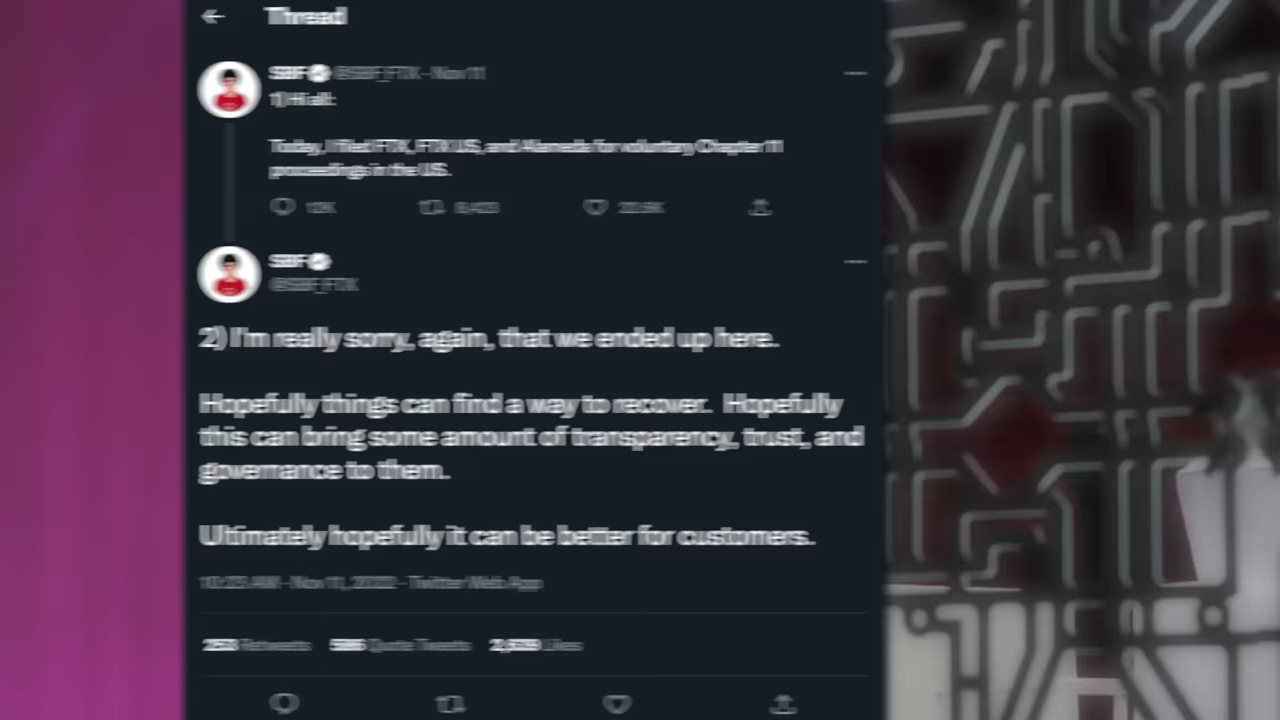 Thread
SBF @SBF_FTX · Nov 11
1) Hi all:
Today, I filed FTX, FTX US, and Alameda for voluntary Chapter 11
proceedings in the US.
SBF
@SBF_FTX
2) I'm really sorry, again, that we ended up here.
Hopefully things can find a way to recover. Hopefully
this can bring some amount of transparency, trust, and
governance to them.
Ultimately hopefully it can be better for customers.
10:23 AM · Nov 11, 2022 · Twitter Web App
Retweets Quote Tweets Likes